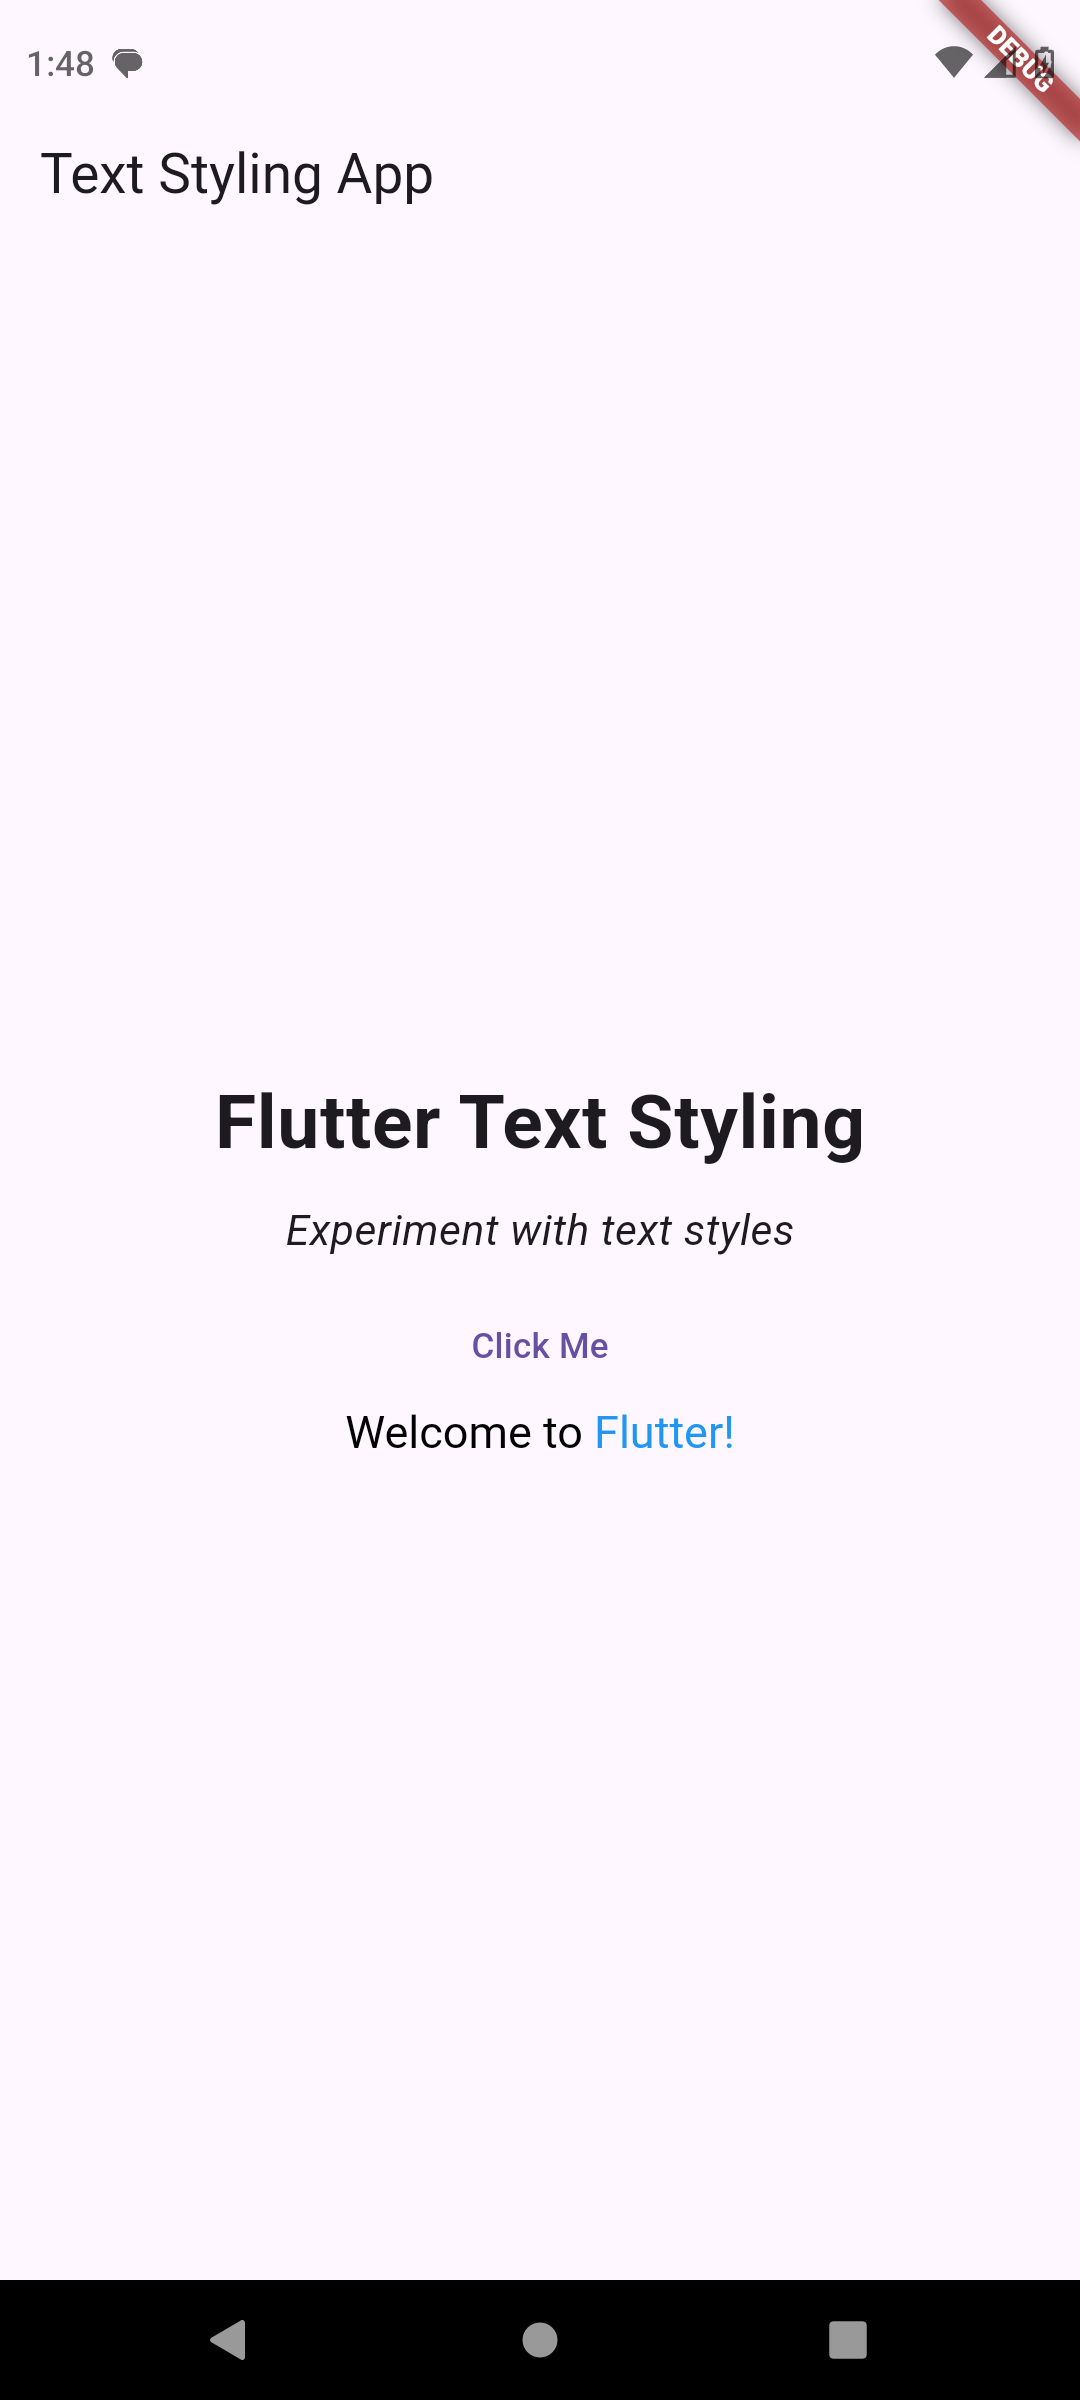 1:48
DEBUG
Text Styling App
Flutter Text Styling
Experiment with text styles
Click Me
Welcome to Flutter!